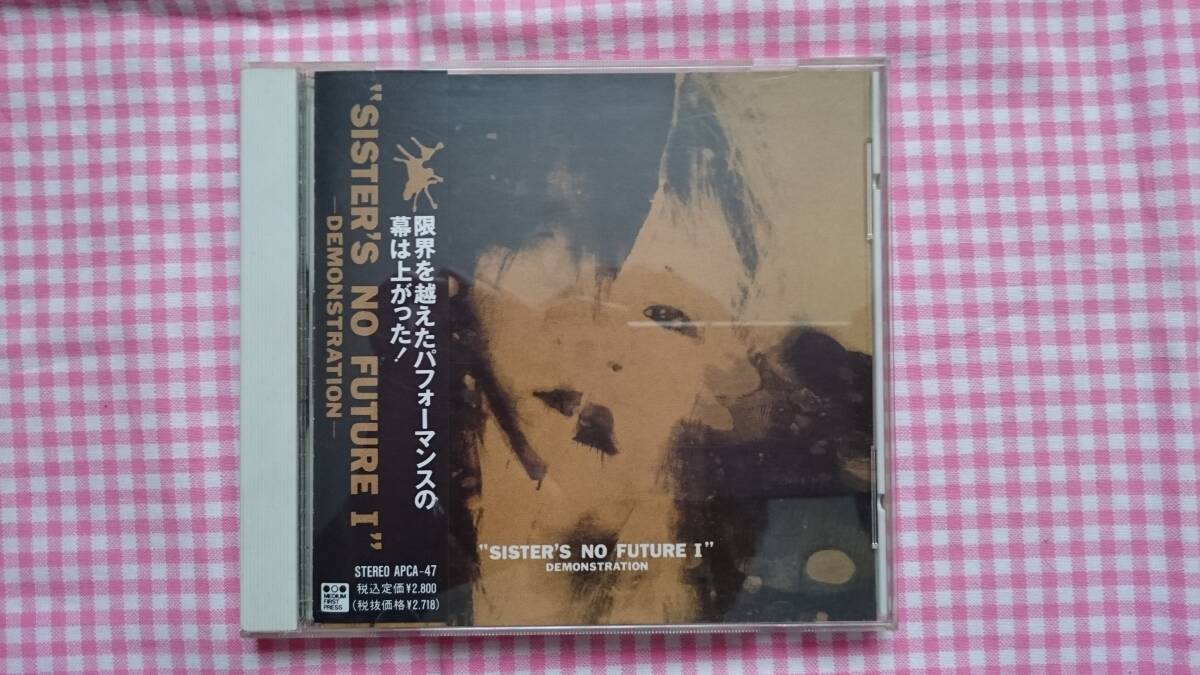 "SISTER'S NO FUTURE I"
—DEMONSTRATION—
限界を越えたパフォーマンスの
幕は上がった!
STEREO APCA-47
税込定価¥2.800
(税抜価格¥2.718)
MEDIUM
FIRST
PRESS
"SISTER'S NO FUTURE I"
DEMONSTRATION